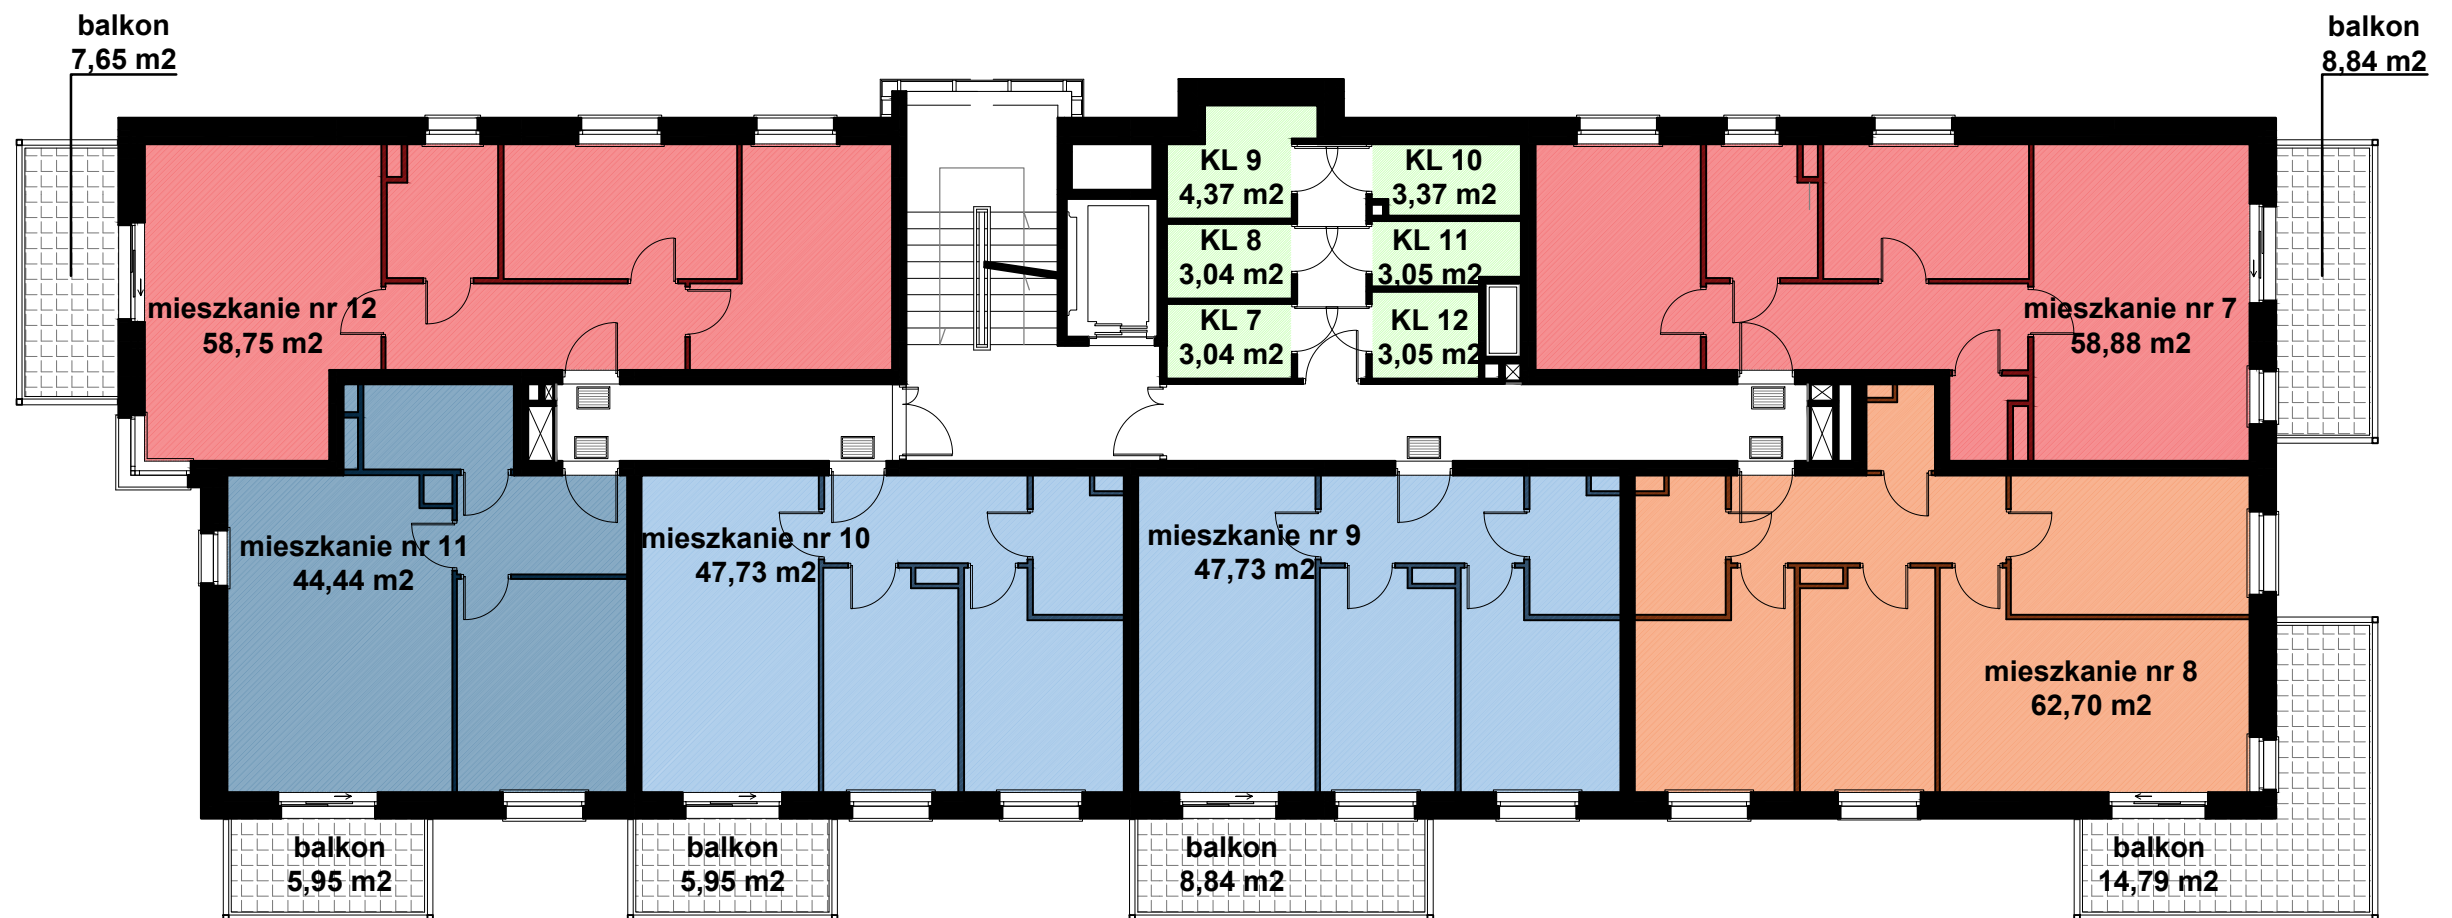 balkon
7,65 m2
balkon
8,84 m2
KL 9
4,37 m2
KL 10
3,37 m2
KL 8
3,04 m2
KL 11
3,05 m2
KL 7
3,04 m2
KL 12
3,05 m2
mieszkanie nr 12
58,75 m2
mieszkanie nr 7
58,88 m2
mieszkanie nr 11
44,44 m2
mieszkanie nr 10
47,73 m2
mieszkanie nr 9
47,73 m2
mieszkanie nr 8
62,70 m2
balkon
5,95 m2
balkon
5,95 m2
balkon
8,84 m2
balkon
14,79 m2